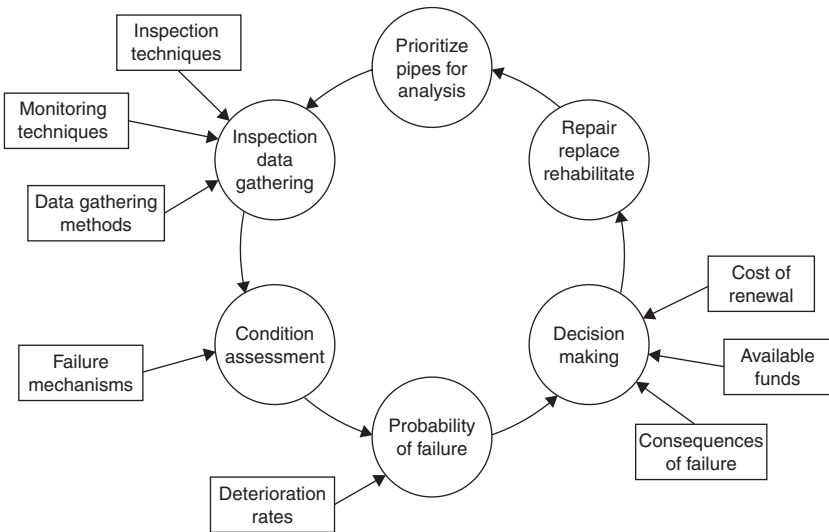 Inspection
techniques
Monitoring
techniques
Data gathering
methods
Prioritize
pipes for
analysis
Inspection
data
gathering
Repair
replace
rehabilitate
Condition
assessment
Failure
mechanisms
Probability
of failure
Deterioration
rates
Decision
making
Cost of
renewal
Available
funds
Consequences
of failure